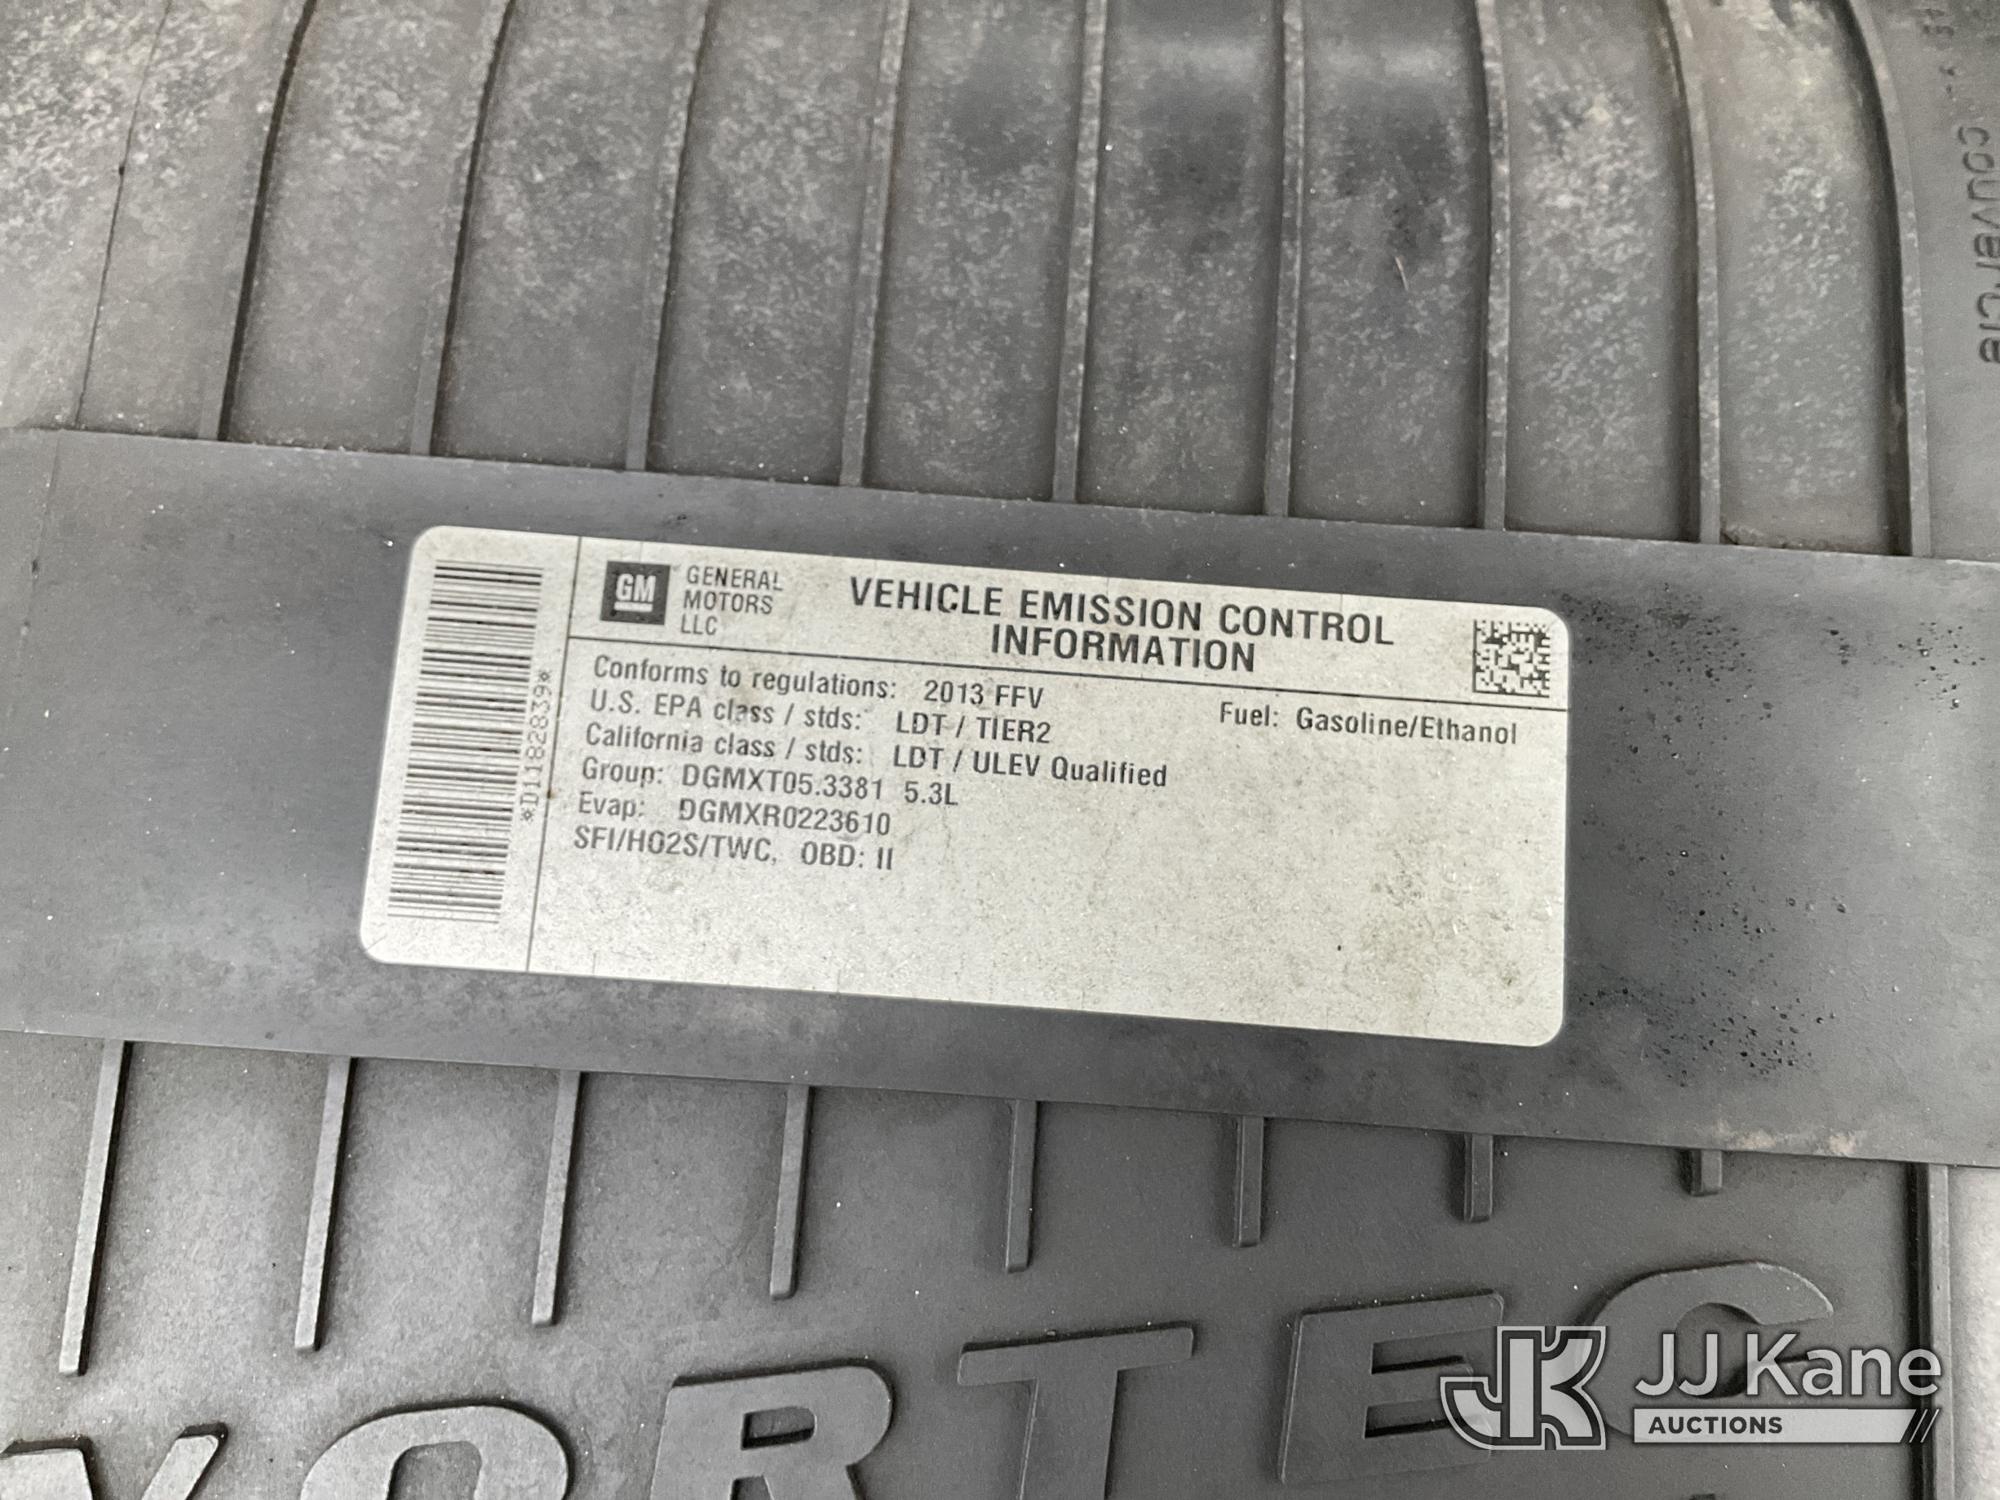 COUVERCLE
GM
GENERAL
MOTORS
LLC
VEHICLE EMISSION CONTROL
INFORMATION
Conforms to regulations: 2013 FFV
Fuel: Gasoline/Ethanol
U.S. EPA class / stds: LDT / TIER2
California class / stds: LDT / ULEV Qualified
Group: DGMXT05.3381 5.3L
Evap: DGMXR0223610
SFI/HO2S/TWC, OBD: II
*D1182839*
VORTEC
JK JJ Kane
AUCTIONS